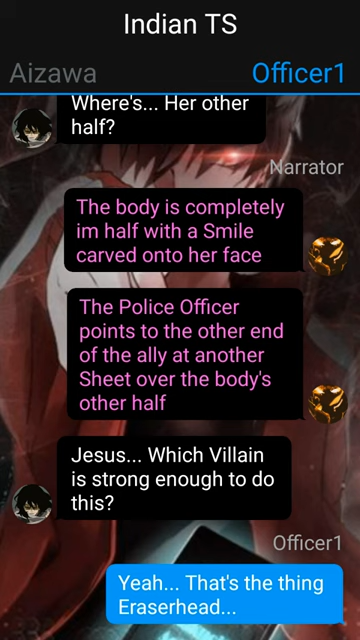 Indian TS
Aizawa Officer1
Where's... Her other
half?
Narrator
The body is completely
im half with a Smile
carved onto her face
The Police Officer
points to the other end
of the ally at another
Sheet over the body's
other half
Jesus... Which Villain
is strong enough to do
this?
Officer1
Yeah... That's the thing
Eraserhead...